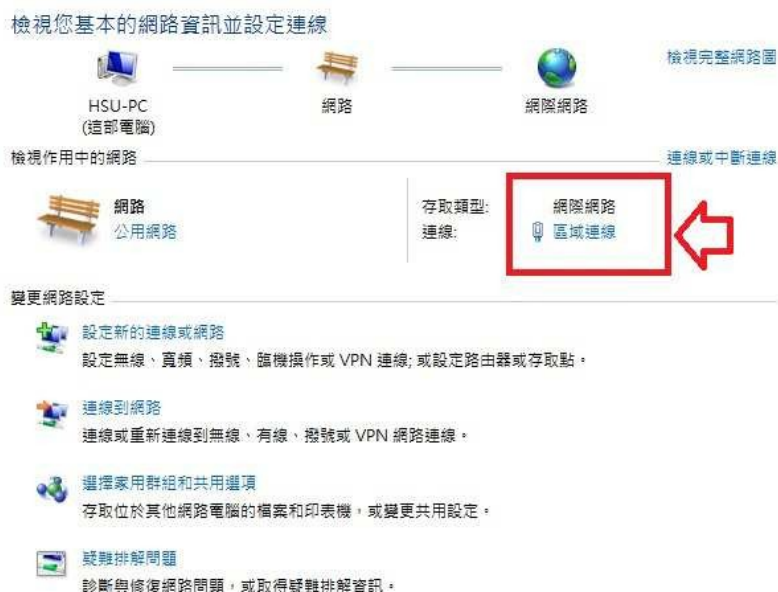 檢視您基本的網路資訊並設定連線
檢視完整網路圖
HSU-PC
(這部電腦)
網路
網際網路
檢視作用中的網路
連線或中斷連線
網路
公用網路
存取類型:
網際網路
連線:
區域連線
變更網路設定
設定新的連線或網路
設定無線、寬頻、撥號、臨機操作或 VPN 連線; 或設定路由器或存取點。
連線到網路
連線或重新連線到無線、有線、撥號或 VPN 網路連線。
選擇家用群組和共用選項
存取位於其他網路電腦的檔案和印表機，或變更共用設定。
疑難排解問題
診斷與修復網路問題，或取得疑難排解資訊。